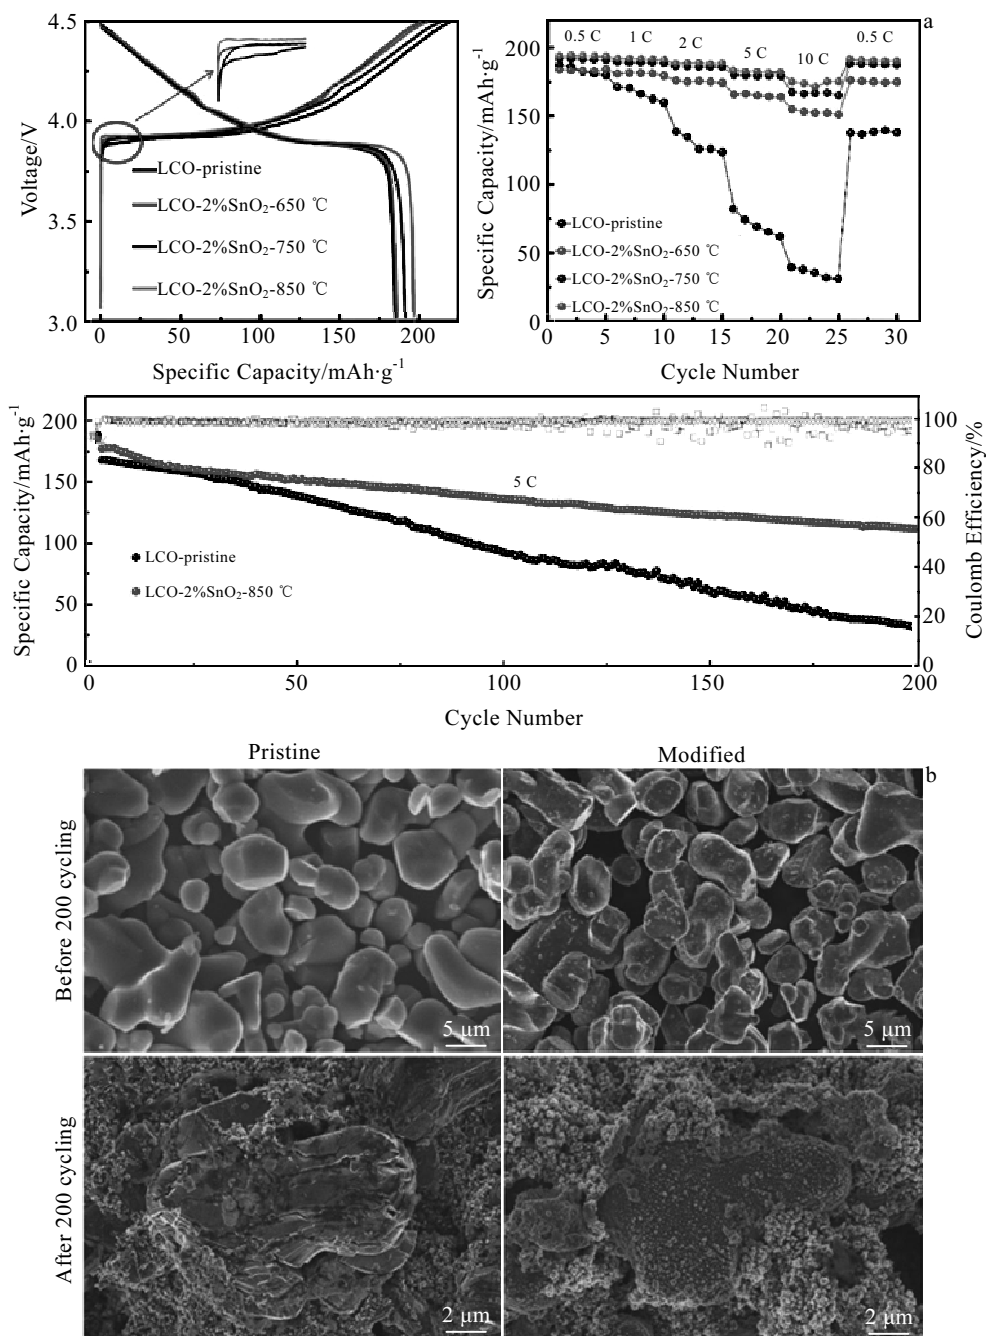 a
4.5
4.0
3.5
3.0
Voltage/V
LCO-pristine
LCO-2%SnO₂-650 ℃
LCO-2%SnO₂-750 ℃
LCO-2%SnO₂-850 ℃
0 50 100 150 200
Specific Capacity/mAh·g⁻¹
200
150
100
50
0
Specific Capacity/mAh·g⁻¹
0.5 C 1 C 2 C 5 C 10 C 0.5 C
LCO-pristine
LCO-2%SnO₂-650 ℃
LCO-2%SnO₂-750 ℃
LCO-2%SnO₂-850 ℃
0 5 10 15 20 25 30
Cycle Number
200
150
100
50
0
Specific Capacity/mAh·g⁻¹
5 C
LCO-pristine
LCO-2%SnO₂-850 ℃
100
80
60
40
20
0
Coulomb Efficiency/%
0 50 100 150 200
Cycle Number
Pristine Modified
b
Before 200 cycling
5 μm 5 μm
After 200 cycling
2 μm 2 μm